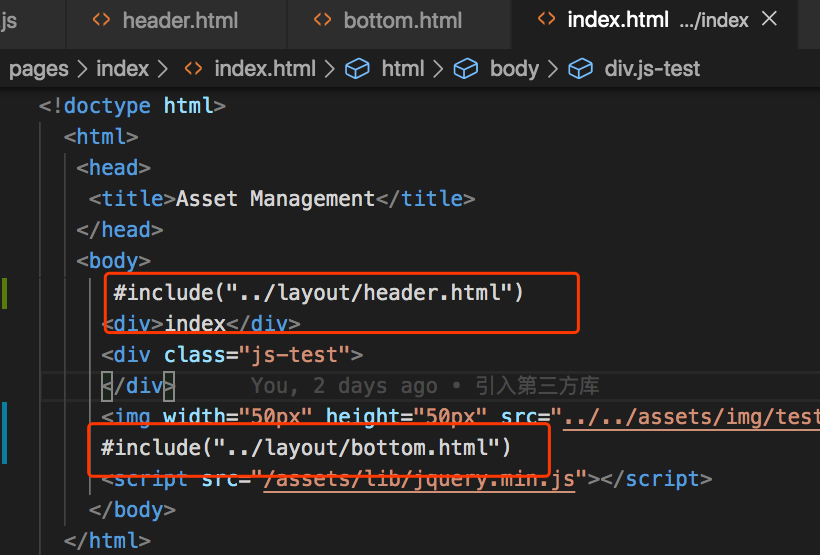 .js header.html bottom.html index.html .../index
pages > index > index.html > html > body > div.js-test
<!doctype html>
<html>
<head>
<title>Asset Management</title>
</head>
<body>
#include("../layout/header.html")
<div>index</div>
<div class="js-test">
</div> You, 2 days ago • 引入第三方库
<img width="50px" height="50px" src="../../assets/img/test
#include("../layout/bottom.html")
<script src="/assets/lib/jquery.min.js"></script>
</body>
</html>